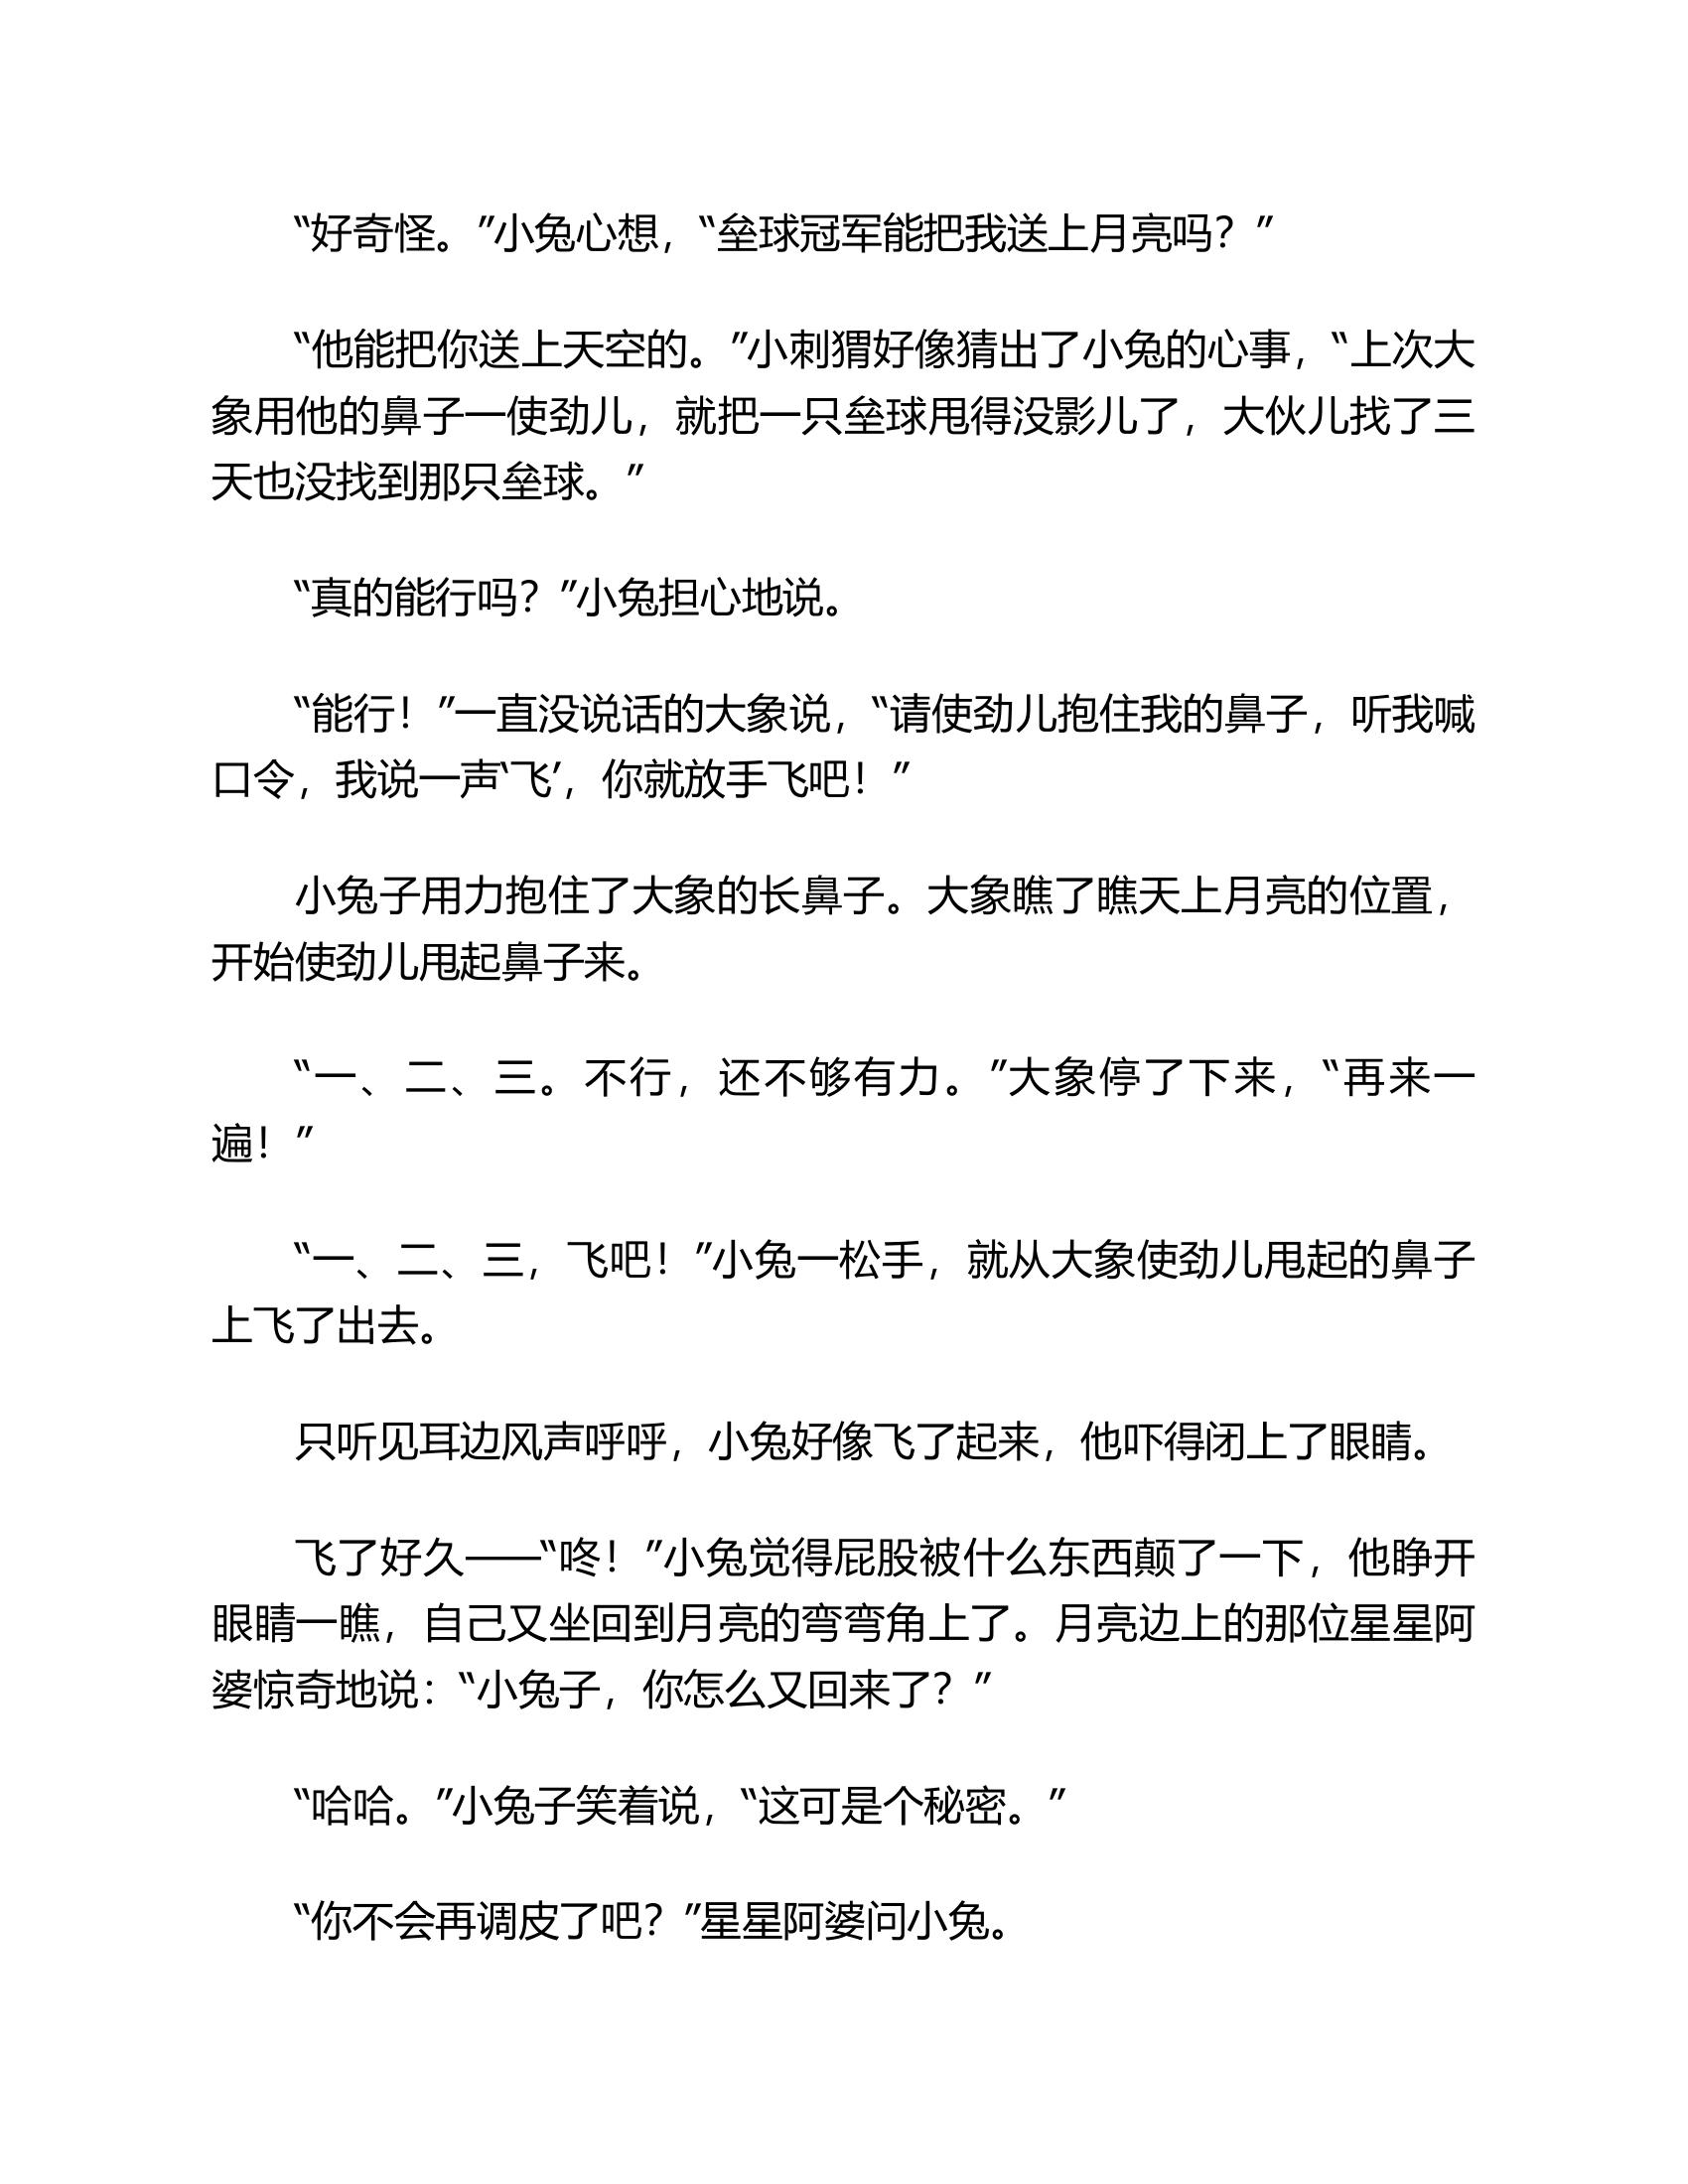 “好奇怪。”小兔心想，“垒球冠军能把我送上月亮吗？”
“他能把你送上天空的。”小刺猬好像猜出了小兔的心事，“上次大
象用他的鼻子一使劲儿，就把一只垒球甩得没影儿了，大伙儿找了三
天也没找到那只垒球。”
“真的能行吗？”小兔担心地说。
“能行！”一直没说话的大象说，“请使劲儿抱住我的鼻子，听我喊
口令，我说一声‘飞’，你就放手飞吧！”
小兔子用力抱住了大象的长鼻子。大象瞧了瞧天上月亮的位置，
开始使劲儿甩起鼻子来。
“一、二、三。不行，还不够有力。”大象停了下来，“再来一
遍！”
“一、二、三，飞吧！”小兔一松手，就从大象使劲儿甩起的鼻子
上飞了出去。
只听见耳边风声呼呼，小兔好像飞了起来，他吓得闭上了眼睛。
飞了好久——“咚！”小兔觉得屁股被什么东西颠了一下，他睁开
眼睛一瞧，自己又坐回到月亮的弯弯角上了。月亮边上的那位星星阿
婆惊奇地说：“小兔子，你怎么又回来了？”
“哈哈。”小兔子笑着说，“这可是个秘密。”
“你不会再调皮了吧？”星星阿婆问小兔。